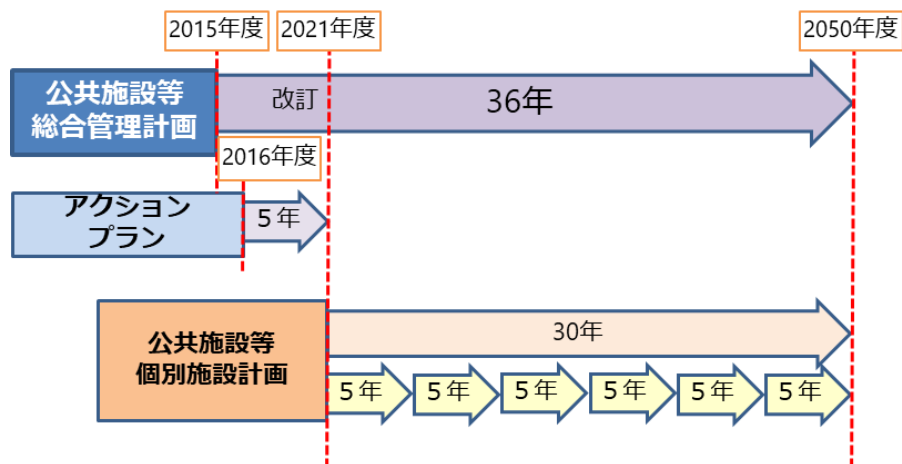 2015年度
2021年度
2050年度
公共施設等
総合管理計画
改訂
36年
2016年度
アクション
プラン
５年
公共施設等
個別施設計画
30年
５年
５年
５年
５年
５年
５年